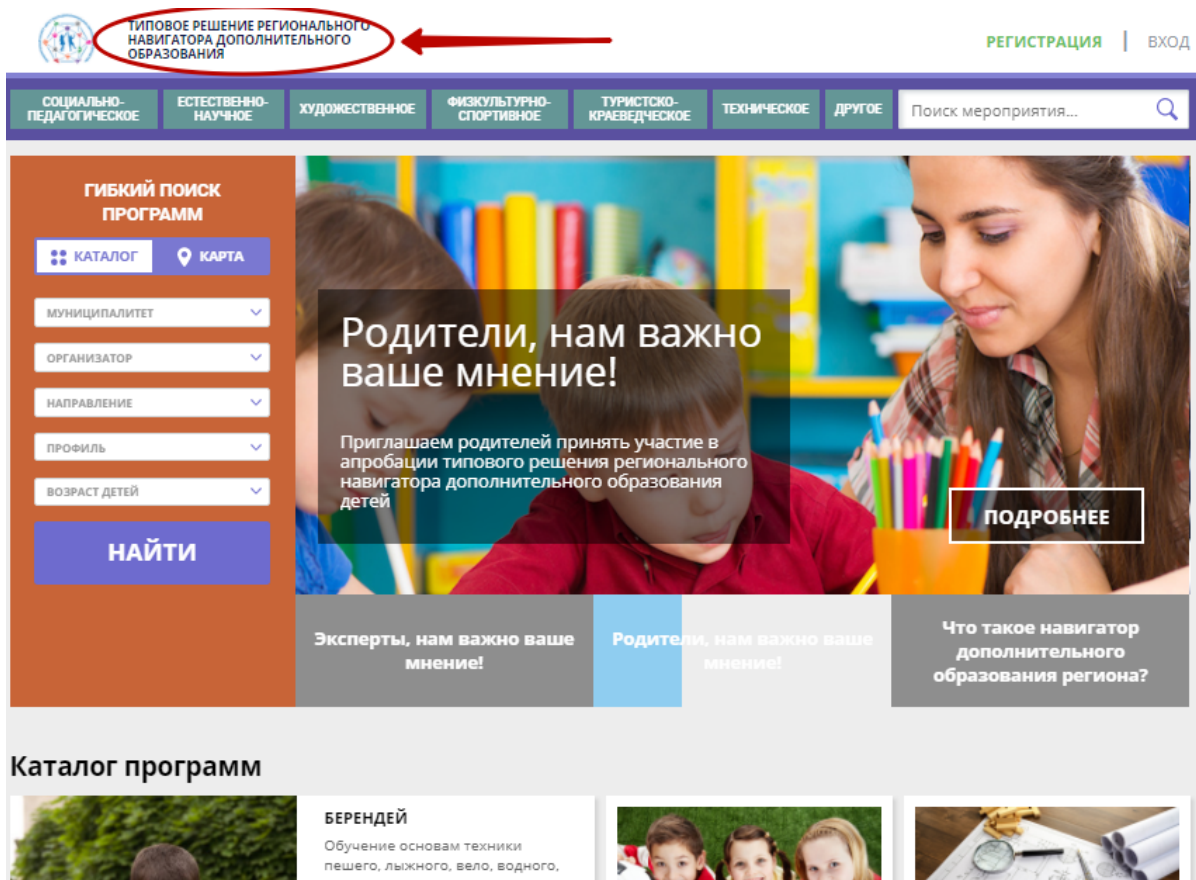 ТИПОВОЕ РЕШЕНИЕ РЕГИОНАЛЬНОГО
НАВИГАТОРА ДОПОЛНИТЕЛЬНОГО
ОБРАЗОВАНИЯ
РЕГИСТРАЦИЯ | ВХОД
СОЦИАЛЬНО-
ПЕДАГОГИЧЕСКОЕ
ЕСТЕСТВЕННО-
НАУЧНОЕ
ХУДОЖЕСТВЕННОЕ
ФИЗКУЛЬТУРНО-
СПОРТИВНОЕ
ТУРИСТСКО-
КРАЕВЕДЧЕСКОЕ
ТЕХНИЧЕСКОЕ
ДРУГОЕ
Поиск мероприятия...
ГИБКИЙ ПОИСК
ПРОГРАММ
КАТАЛОГ
КАРТА
МУНИЦИПАЛИТЕТ
ОРГАНИЗАТОР
НАПРАВЛЕНИЕ
ПРОФИЛЬ
ВОЗРАСТ ДЕТЕЙ
НАЙТИ
Родители, нам важно
ваше мнение!
Приглашаем родителей принять участие в
апробации типового решения регионального
навигатора дополнительного образования
детей
ПОДРОБНЕЕ
Эксперты, нам важно ваше
мнение!
Родители, нам важно ваше
мнение!
Что такое навигатор
дополнительного
образования региона?
Каталог программ
БЕРЕНДЕЙ
Обучение основам техники
пешего, лыжного, вело, водного,